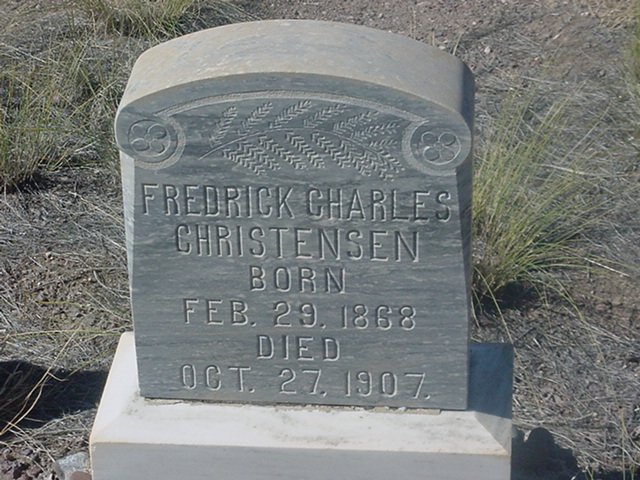 FREDRICK CHARLES
CHRISTENSEN
BORN
FEB. 29. 1868
DIED
OCT. 27. 1907.